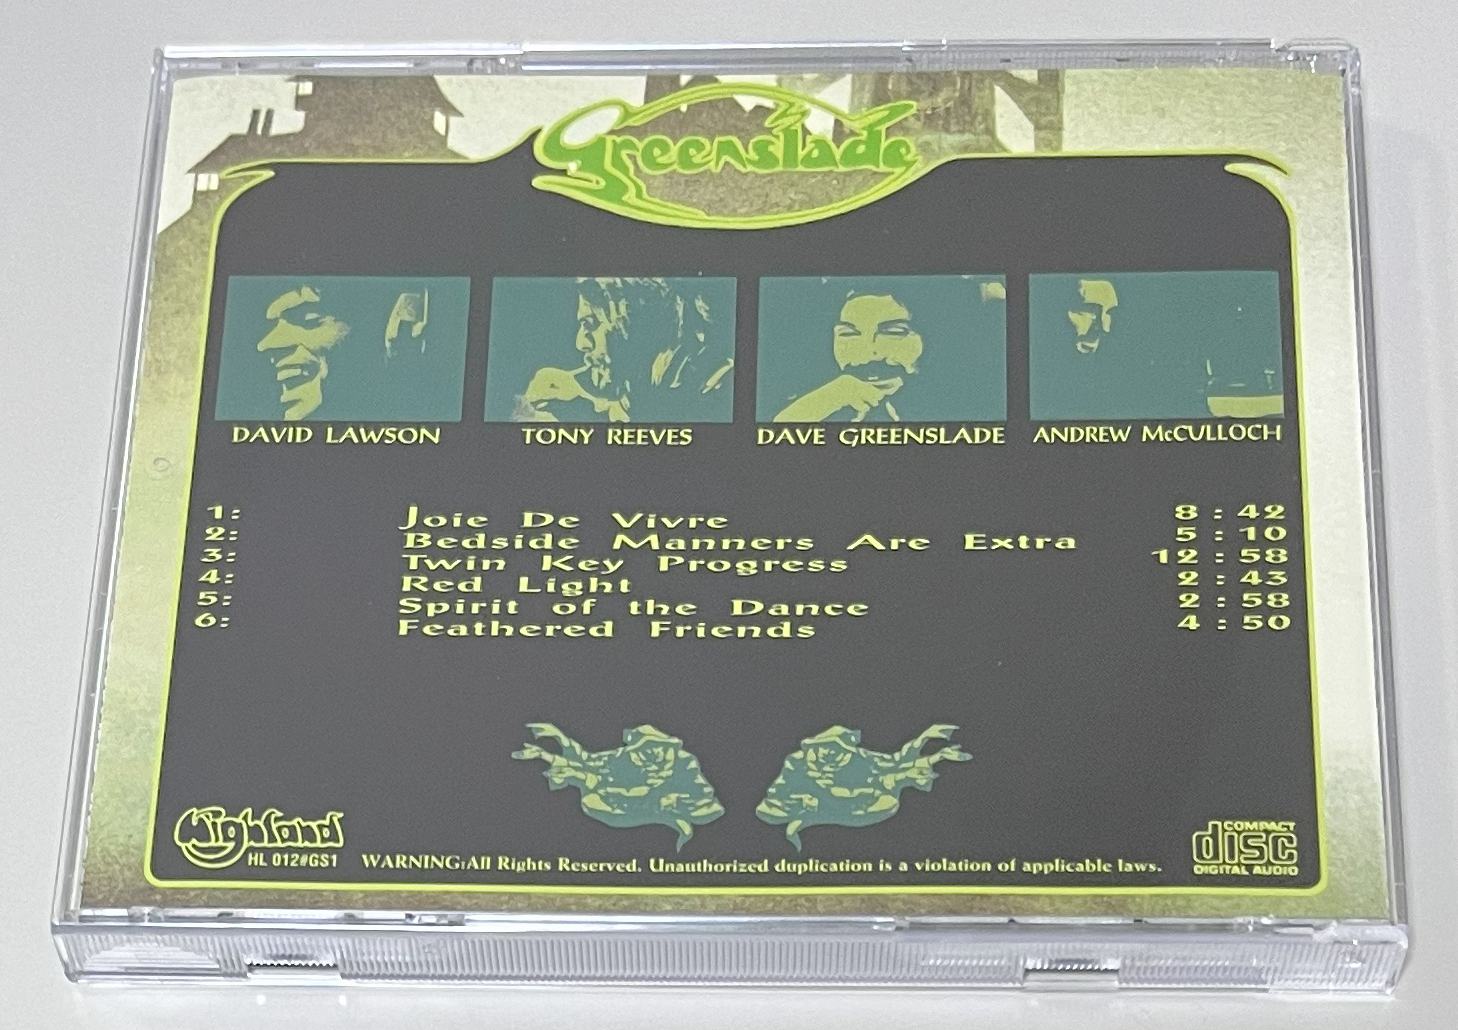 Greenslade
DAVID LAWSON TONY REEVES DAVE GREENSLADE ANDREW McCULLOCH
1: Joie De Vivre 8 : 42
2: Bedside Manners Are Extra 5 : 10
3: Twin Key Progress 12 : 58
4: Red Light 2 : 43
5: Spirit of the Dance 2 : 58
6: Feathered Friends 4 : 50
Highland
HL 012#GS1 WARNING:All Rights Reserved. Unauthorized duplication is a violation of applicable laws.
COMPACT
disc
DIGITAL AUDIO